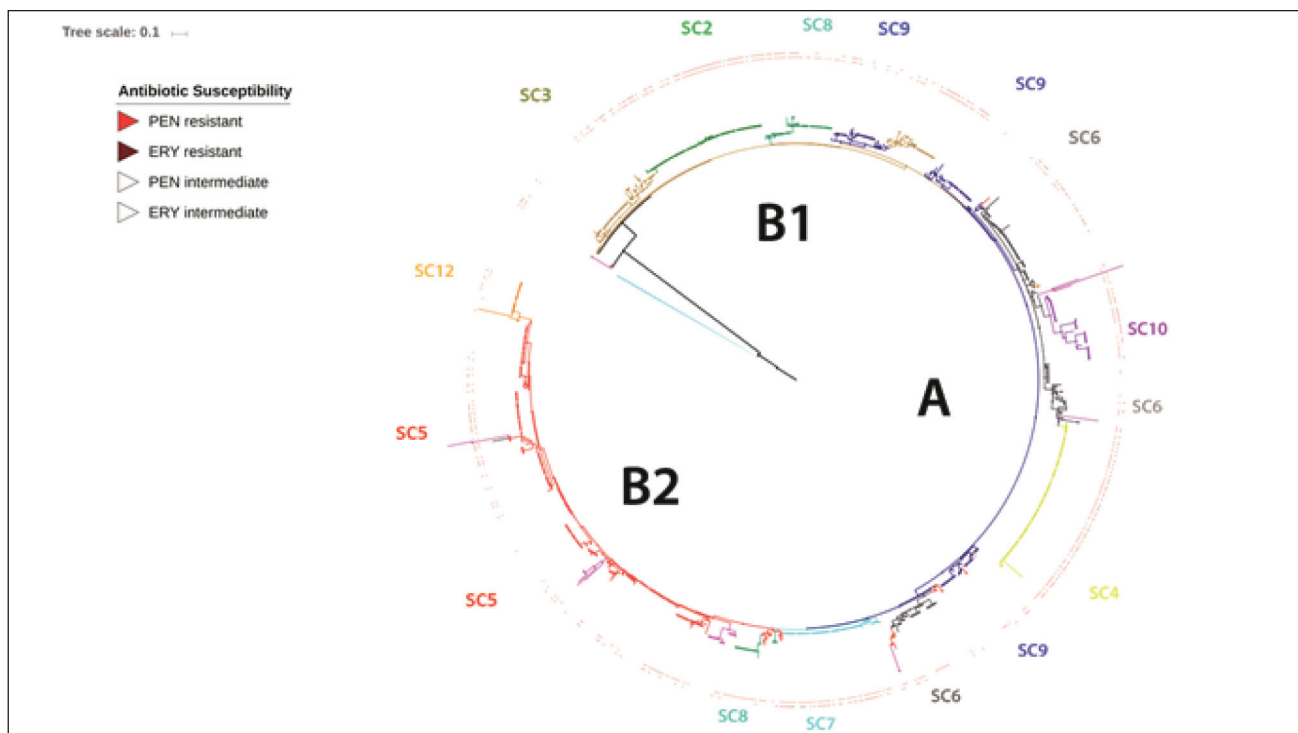 Tree scale: 0.1
Antibiotic Susceptibility
PEN resistant
ERY resistant
PEN intermediate
ERY intermediate
SC2
SC8
SC9
SC3
SC9
SC6
B1
SC12
SC10
A
SC6
SC5
B2
SC4
SC5
SC9
SC6
SC8
SC7